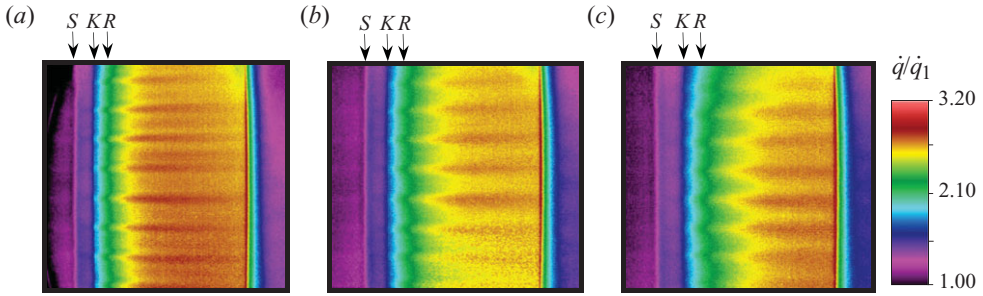 (a)
S K R
(b)
S K R
(c)
S K R
q̇/q̇₁
3.20
2.10
1.00